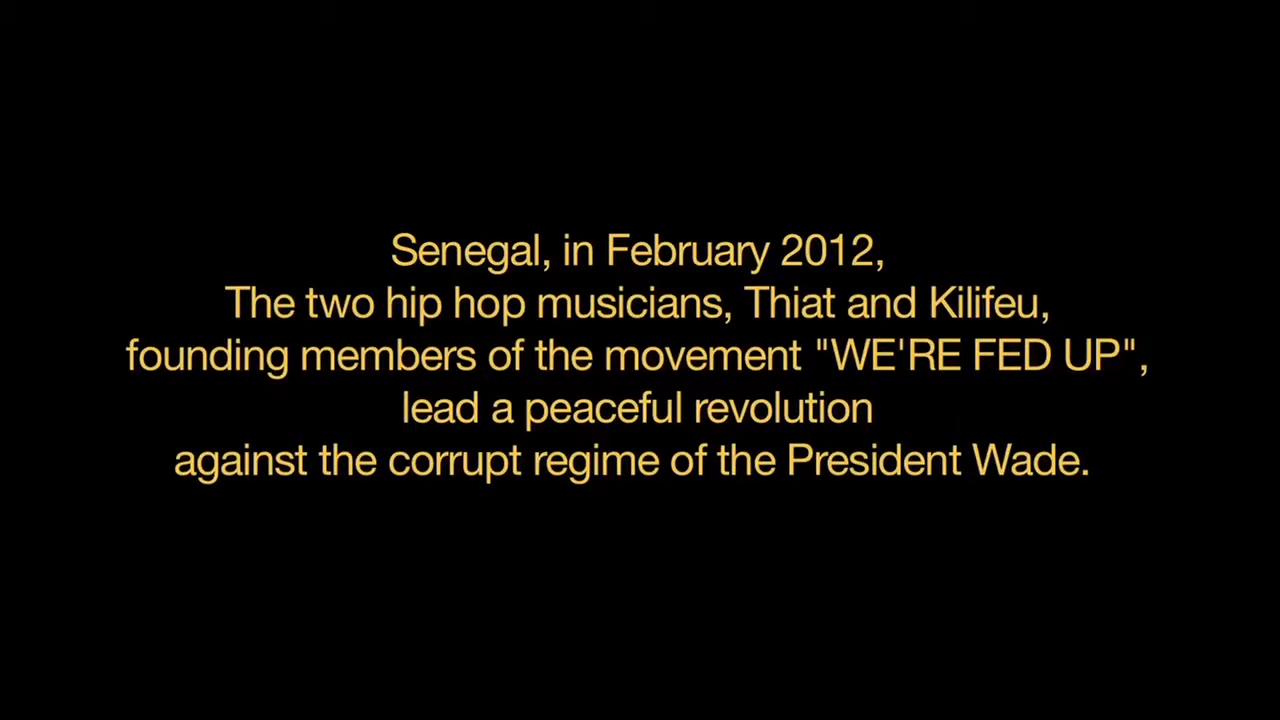 Senegal, in February 2012,
The two hip hop musicians, Thiat and Kilifeu,
founding members of the movement "WE'RE FED UP",
lead a peaceful revolution
against the corrupt regime of the President Wade.